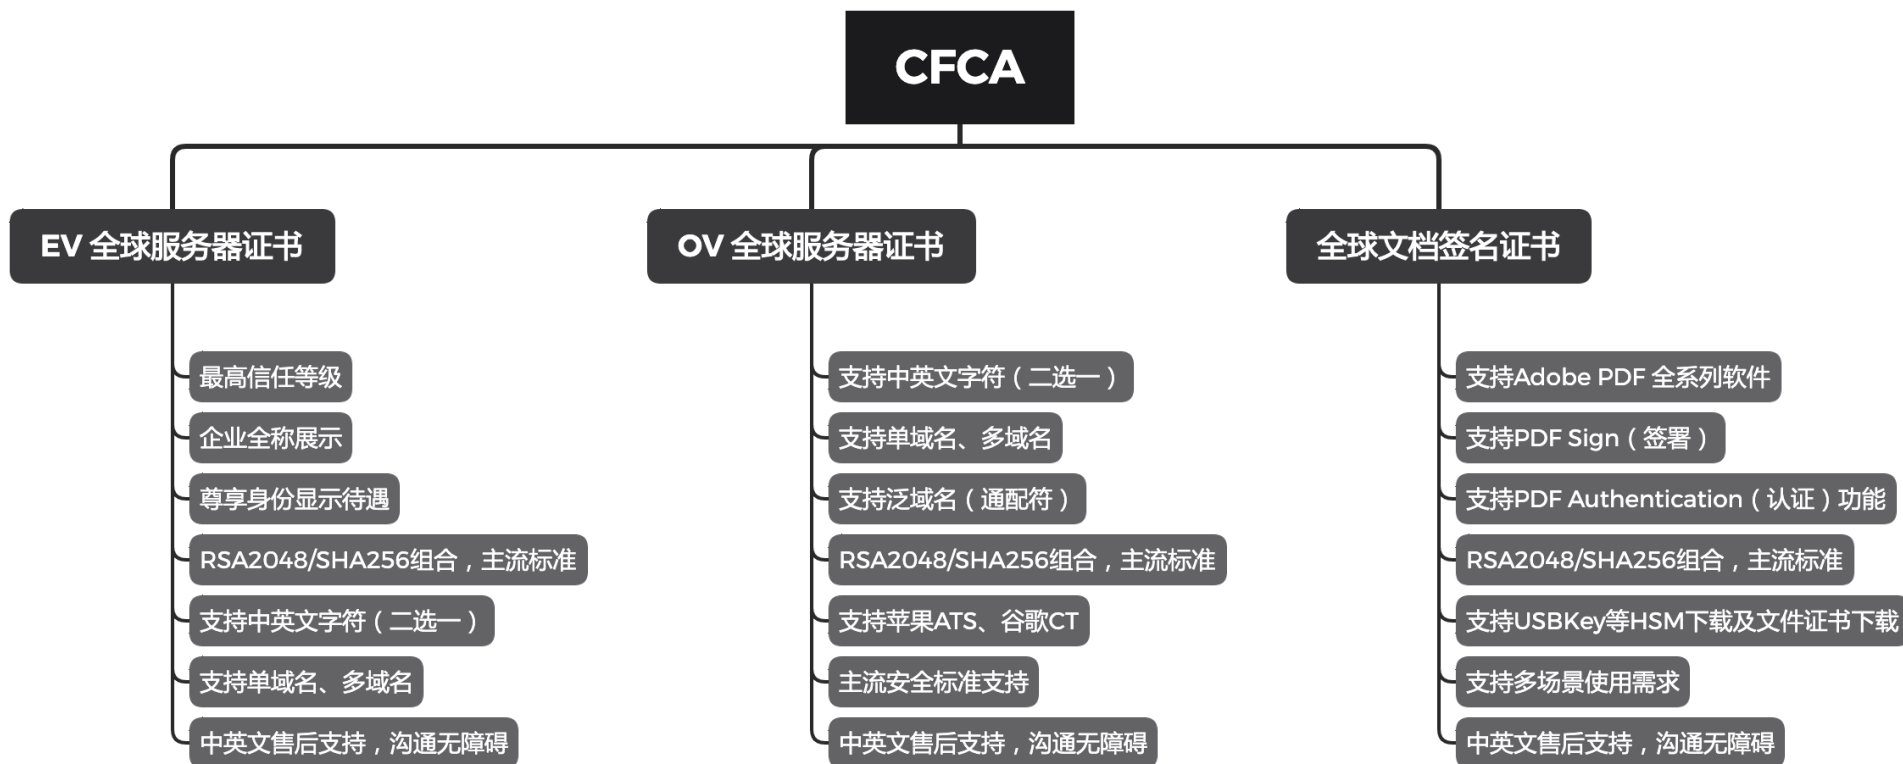 CFCA
EV 全球服务器证书
最高信任等级
企业全称展示
尊享身份显示待遇
RSA2048/SHA256组合，主流标准
支持中英文字符（二选一）
支持单域名、多域名
中英文售后支持，沟通无障碍
OV 全球服务器证书
支持中英文字符（二选一）
支持单域名、多域名
支持泛域名（通配符）
RSA2048/SHA256组合，主流标准
支持苹果ATS、谷歌CT
主流安全标准支持
中英文售后支持，沟通无障碍
全球文档签名证书
支持Adobe PDF 全系列软件
支持PDF Sign（签署）
支持PDF Authentication（认证）功能
RSA2048/SHA256组合，主流标准
支持USBKey等HSM下载及文件证书下载
支持多场景使用需求
中英文售后支持，沟通无障碍